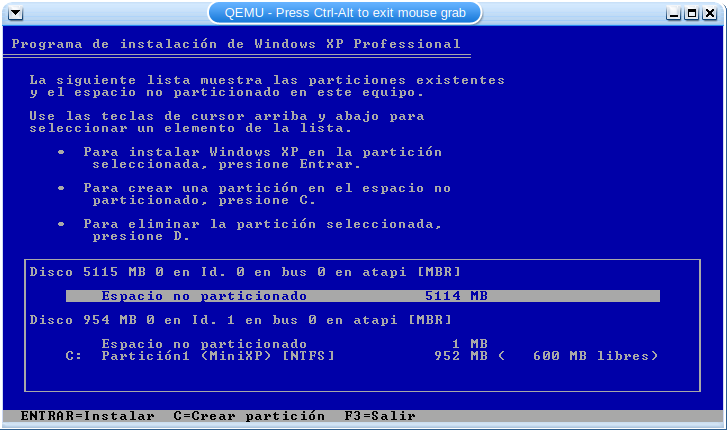 QEMU - Press Ctrl-Alt to exit mouse grab
Programa de instalación de Windows XP Professional
La siguiente lista muestra las particiones existentes
y el espacio no particionado en este equipo.
Use las teclas de cursor arriba y abajo para
seleccionar un elemento de la lista.
• Para instalar Windows XP en la partición
seleccionada, presione Entrar.
• Para crear una partición en el espacio no
particionado, presione C.
• Para eliminar la partición seleccionada,
presione D.
Disco 5115 MB 0 en Id. 0 en bus 0 en atapi [MBR]
Espacio no particionado 5114 MB
Disco 954 MB 0 en Id. 1 en bus 0 en atapi [MBR]
Espacio no particionado 1 MB
C: Partición1 (MiniXP) [NTFS] 952 MB ( 600 MB libres)
ENTRAR=Instalar C=Crear partición F3=Salir